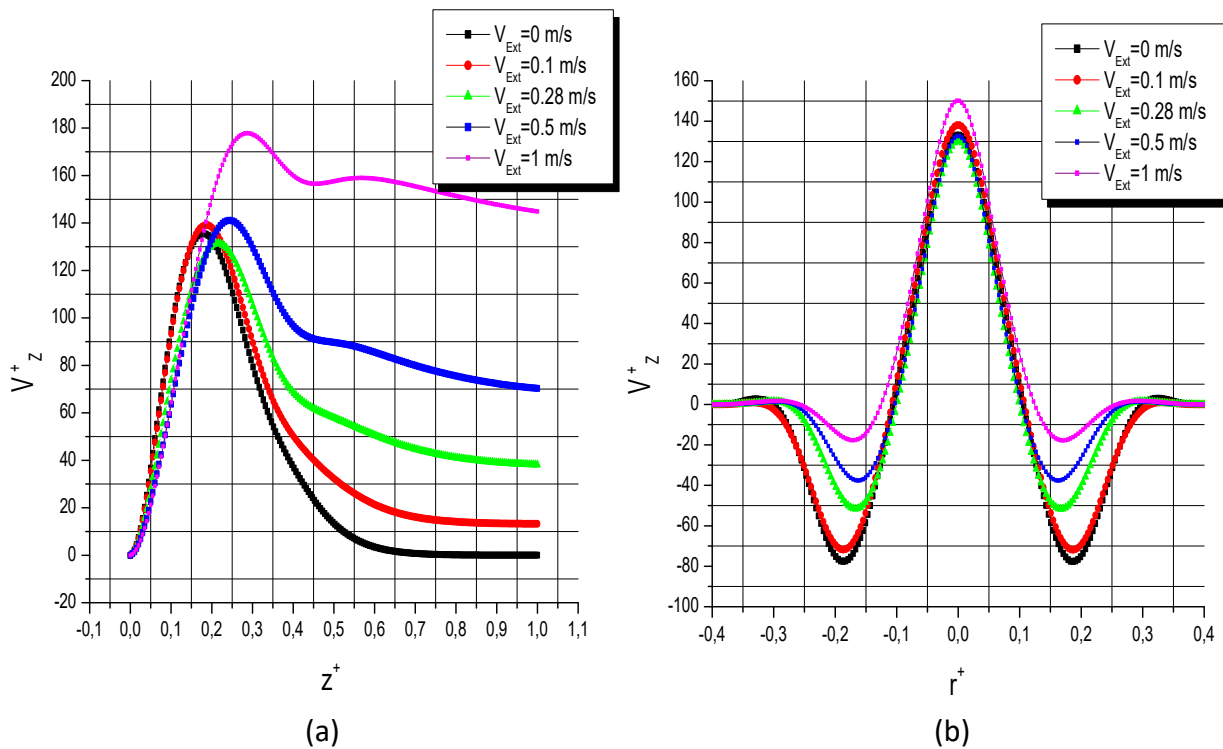 V_Ext=0 m/s
V_Ext=0.1 m/s
V_Ext=0.28 m/s
V_Ext=0.5 m/s
V_Ext=1 m/s
200
180
160
140
120
100
80
60
40
20
0
-20
V+z
-0,1 0,0 0,1 0,2 0,3 0,4 0,5 0,6 0,7 0,8 0,9 1,0 1,1
z+
(a)
V_Ext=0 m/s
V_Ext=0.1 m/s
V_Ext=0.28 m/s
V_Ext=0.5 m/s
V_Ext=1 m/s
160
140
120
100
80
60
40
20
0
-20
-40
-60
-80
-100
V+z
-0,4 -0,3 -0,2 -0,1 0,0 0,1 0,2 0,3 0,4
r+
(b)